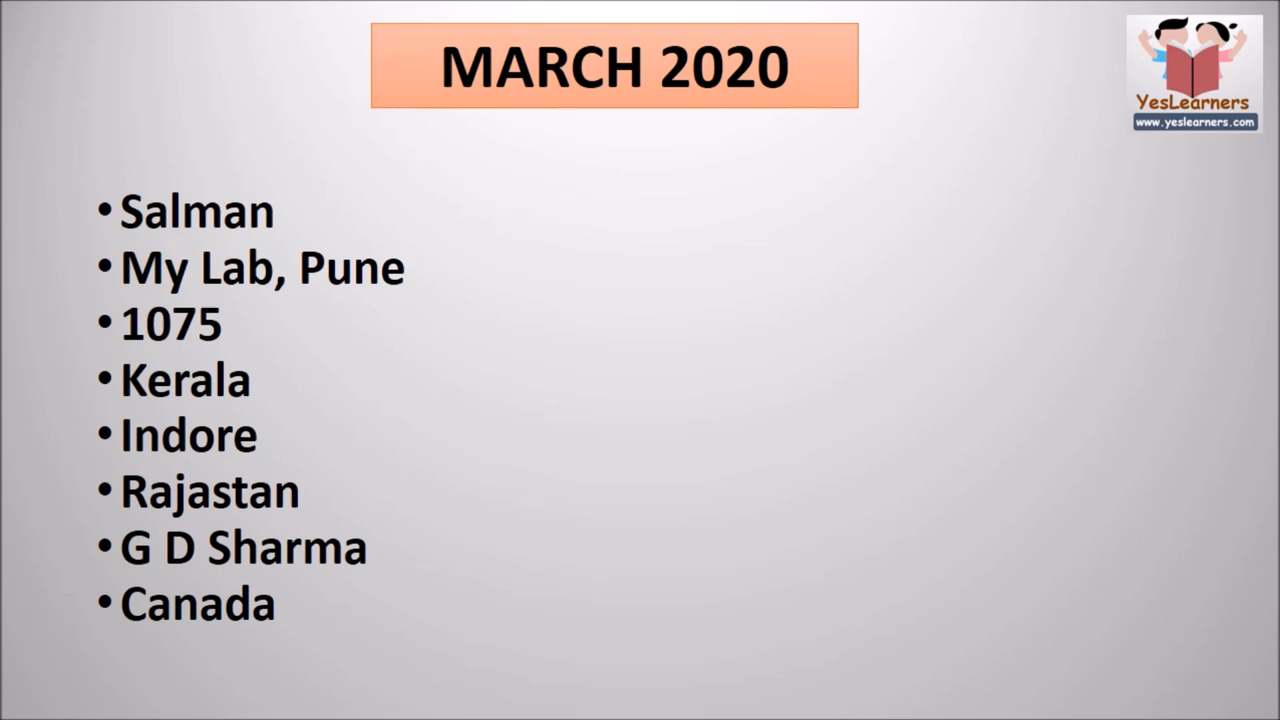 MARCH 2020
YesLearners
www.yeslearners.com
• Salman
• My Lab, Pune
• 1075
• Kerala
• Indore
• Rajastan
• G D Sharma
• Canada